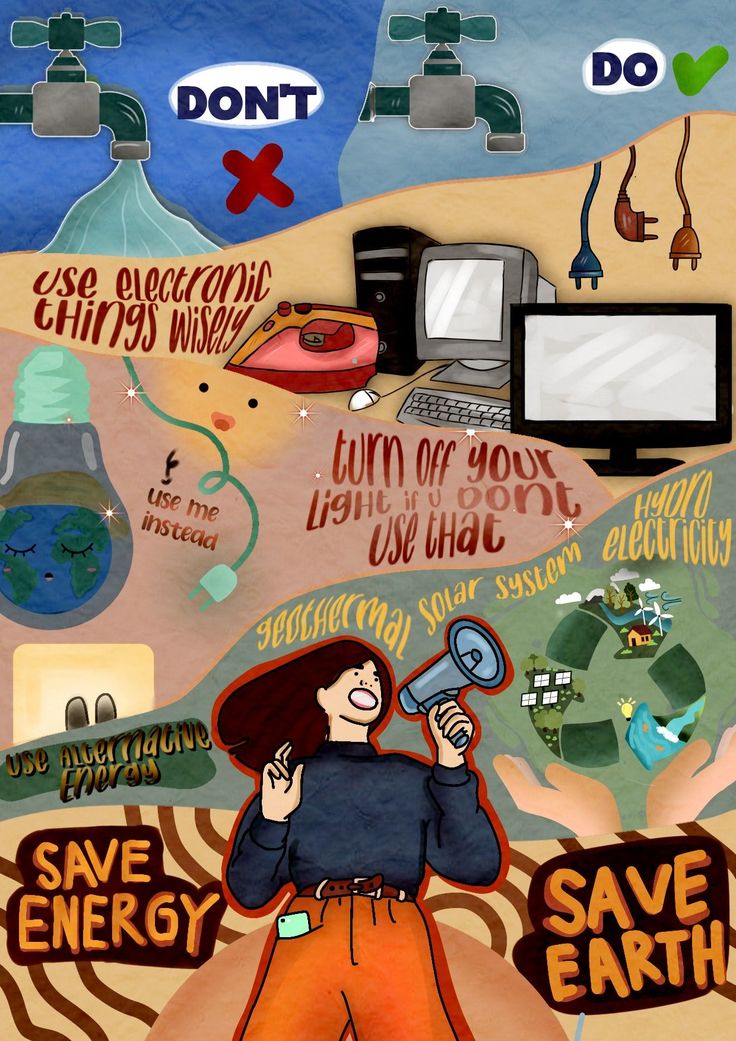 DON'T
DO
USE ELECTRONIC
THINGS WISELY
use me
instead
TURN OFF YOUR
LIGHT if U DONT
USE tHat
HYDRO
ELECTRICITY
GEOTHERMAL SOLAR SYSTEM
USE ALTERNATIVE
ENERGY
SAVE
ENERGY
SAVE
EARTH